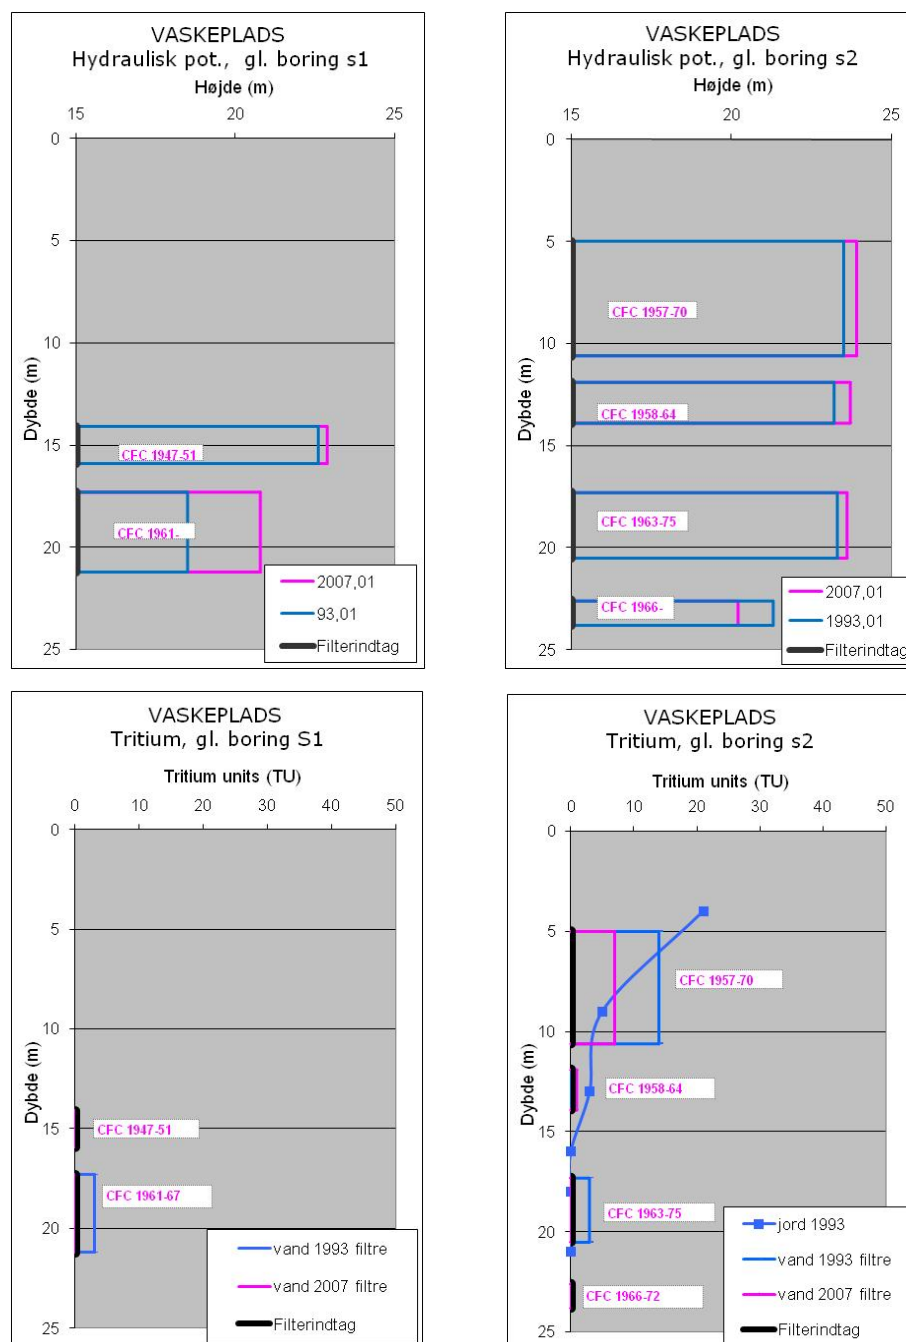 VASKEPLADS
Hydraulisk pot., gl. boring s1
Højde (m)
15 20 25
0
5
10
15
20
25
Dybde (m)
CFC 1947-51
CFC 1961-
2007,01
93,01
Filterindtag
VASKEPLADS
Hydraulisk pot., gl. boring s2
Højde (m)
15 20 25
0
5
10
15
20
25
Dybde (m)
CFC 1957-70
CFC 1958-64
CFC 1963-75
CFC 1966-
2007,01
1993,01
Filterindtag
VASKEPLADS
Tritium, gl. boring S1
Tritium units (TU)
0 10 20 30 40 50
0
5
10
15
20
25
Dybde (m)
CFC 1947-51
CFC 1961-67
vand 1993 filtre
vand 2007 filtre
Filterindtag
VASKEPLADS
Tritium, gl. boring s2
Tritium units (TU)
0 10 20 30 40 50
0
5
10
15
20
25
Dybde (m)
CFC 1957-70
CFC 1958-64
CFC 1963-75
CFC 1966-72
jord 1993
vand 1993 filtre
vand 2007 filtre
Filterindtag